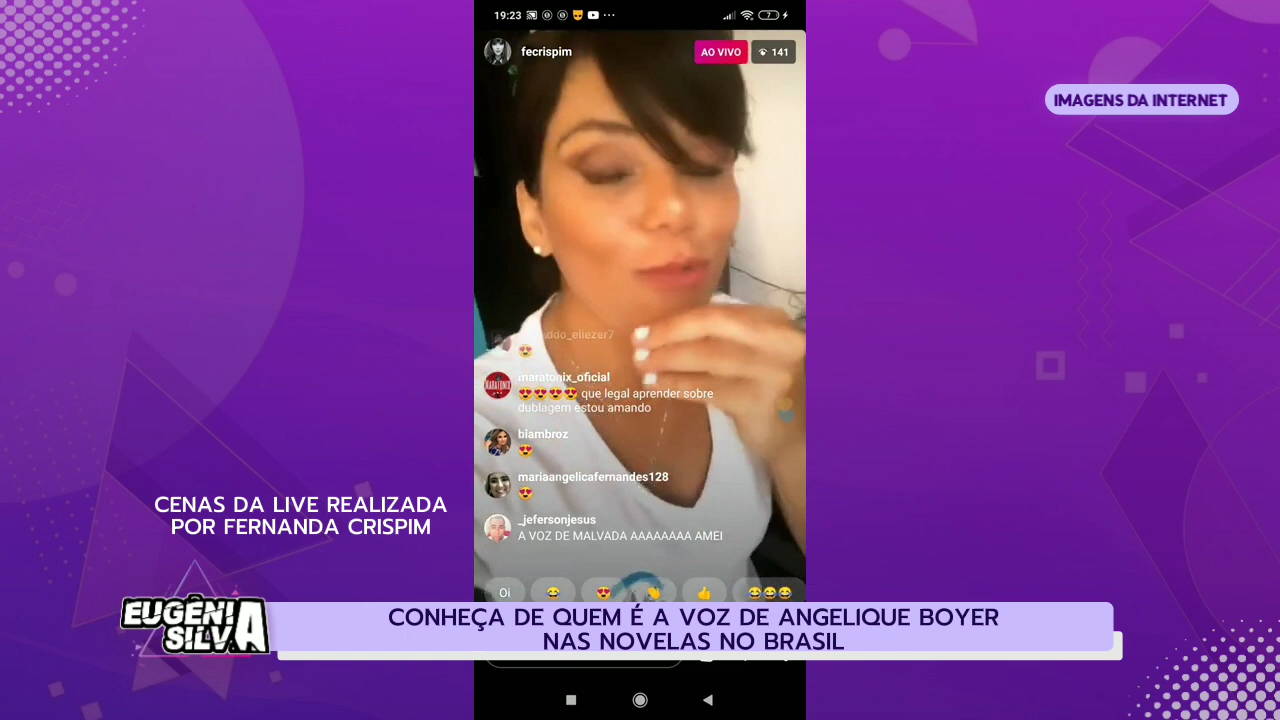 19:23
7
fecrispim
AO VIVO
141
IMAGENS DA INTERNET
ddo_eliezer7
😍
maratonix_oficial
😍😍😍😍 que legal aprender sobre
dublagem estou amando
biambroz
😍
mariaangelicafernandes128
😍
_jefersonjesus
A VOZ DE MALVADA AAAAAAAA AMEI
CENAS DA LIVE REALIZADA
POR FERNANDA CRISPIM
Oi 😂 😍 👏 👍 😂😂😂
EUGÊNIA
SILVA
CONHEÇA DE QUEM É A VOZ DE ANGELIQUE BOYER
NAS NOVELAS NO BRASIL